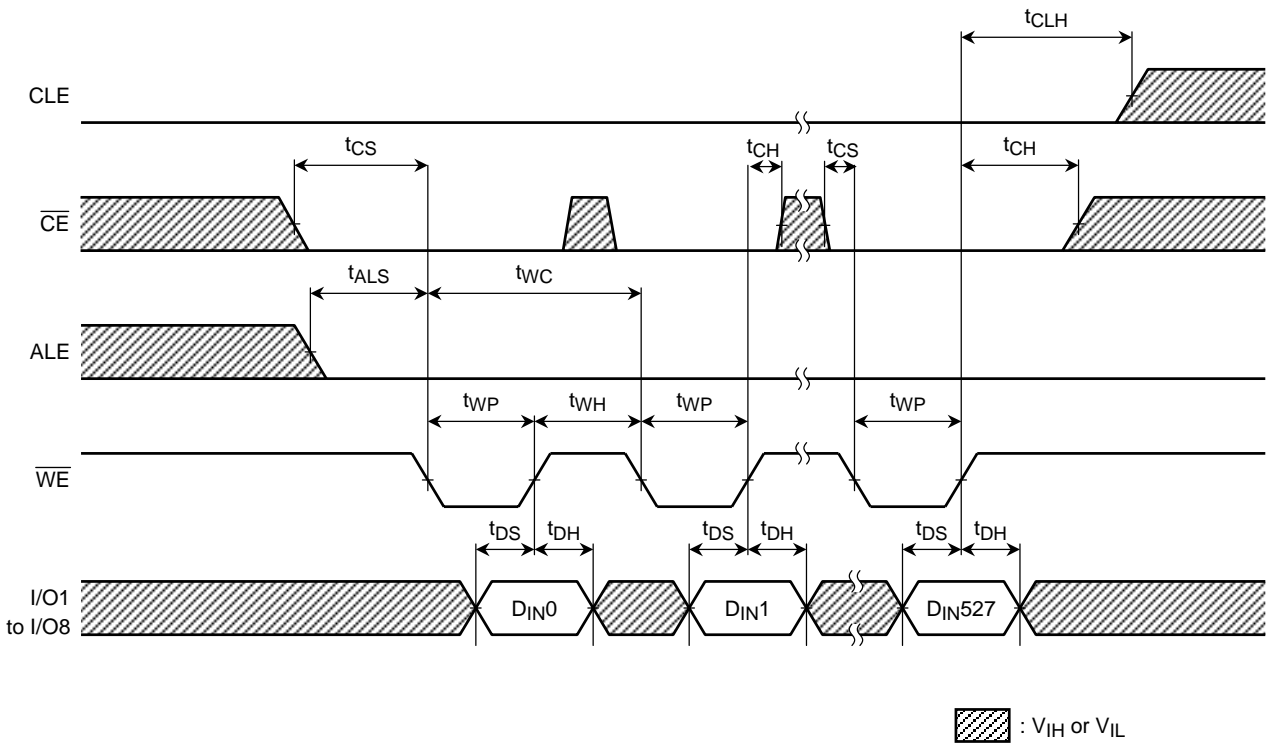 tCLH
CLE
tCS tCH tCS tCH
CE
tALS tWC
ALE
tWP tWH tWP tWP
WE
tDS tDH tDS tDH tDS tDH
I/O1
to I/O8
DIN0 DIN1 DIN527
: VIH or VIL